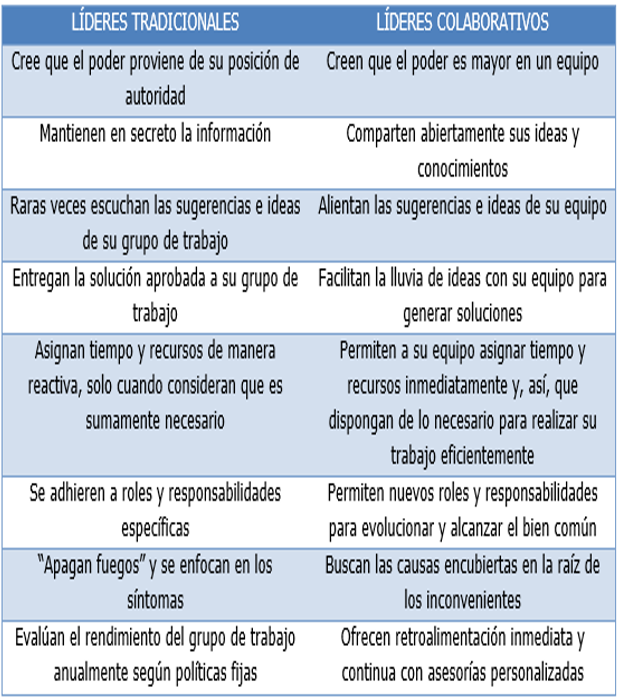 LÍDERES TRADICIONALES
LÍDERES COLABORATIVOS
Cree que el poder proviene de su posición de
autoridad
Creen que el poder es mayor en un equipo
Mantienen en secreto la información
Comparten abiertamente sus ideas y
conocimientos
Raras veces escuchan las sugerencias e ideas
de su grupo de trabajo
Alientan las sugerencias e ideas de su equipo
Entregan la solución aprobada a su grupo de
trabajo
Facilitan la lluvia de ideas con su equipo para
generar soluciones
Asignan tiempo y recursos de manera
reactiva, solo cuando consideran que es
sumamente necesario
Permiten a su equipo asignar tiempo y
recursos inmediatamente y, así, que
dispongan de lo necesario para realizar su
trabajo eficientemente
Se adhieren a roles y responsabilidades
específicas
Permiten nuevos roles y responsabilidades
para evolucionar y alcanzar el bien común
“Apagan fuegos” y se enfocan en los
síntomas
Buscan las causas encubiertas en la raíz de
los inconvenientes
Evalúan el rendimiento del grupo de trabajo
anualmente según políticas fijas
Ofrecen retroalimentación inmediata y
continua con asesorías personalizadas